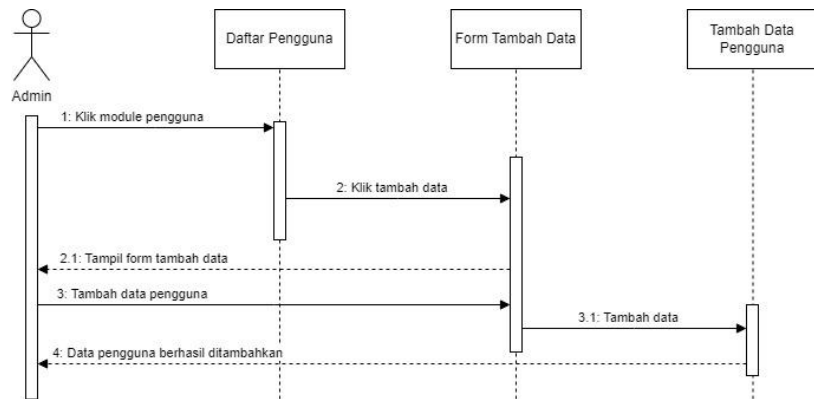 Daftar Pengguna
Form Tambah Data
Tambah Data
Pengguna
Admin
1: Klik module pengguna
2: Klik tambah data
2.1: Tampil form tambah data
3: Tambah data pengguna
3.1: Tambah data
4: Data pengguna berhasil ditambahkan